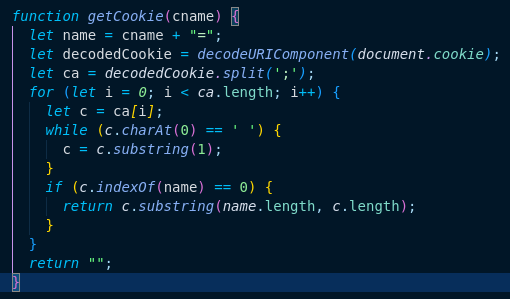 function getCookie(cname) {
  let name = cname + "=";
  let decodedCookie = decodeURIComponent(document.cookie);
  let ca = decodedCookie.split(';');
  for (let i = 0; i < ca.length; i++) {
    let c = ca[i];
    while (c.charAt(0) == ' ') {
      c = c.substring(1);
    }
    if (c.indexOf(name) == 0) {
      return c.substring(name.length, c.length);
    }
  }
  return "";
}